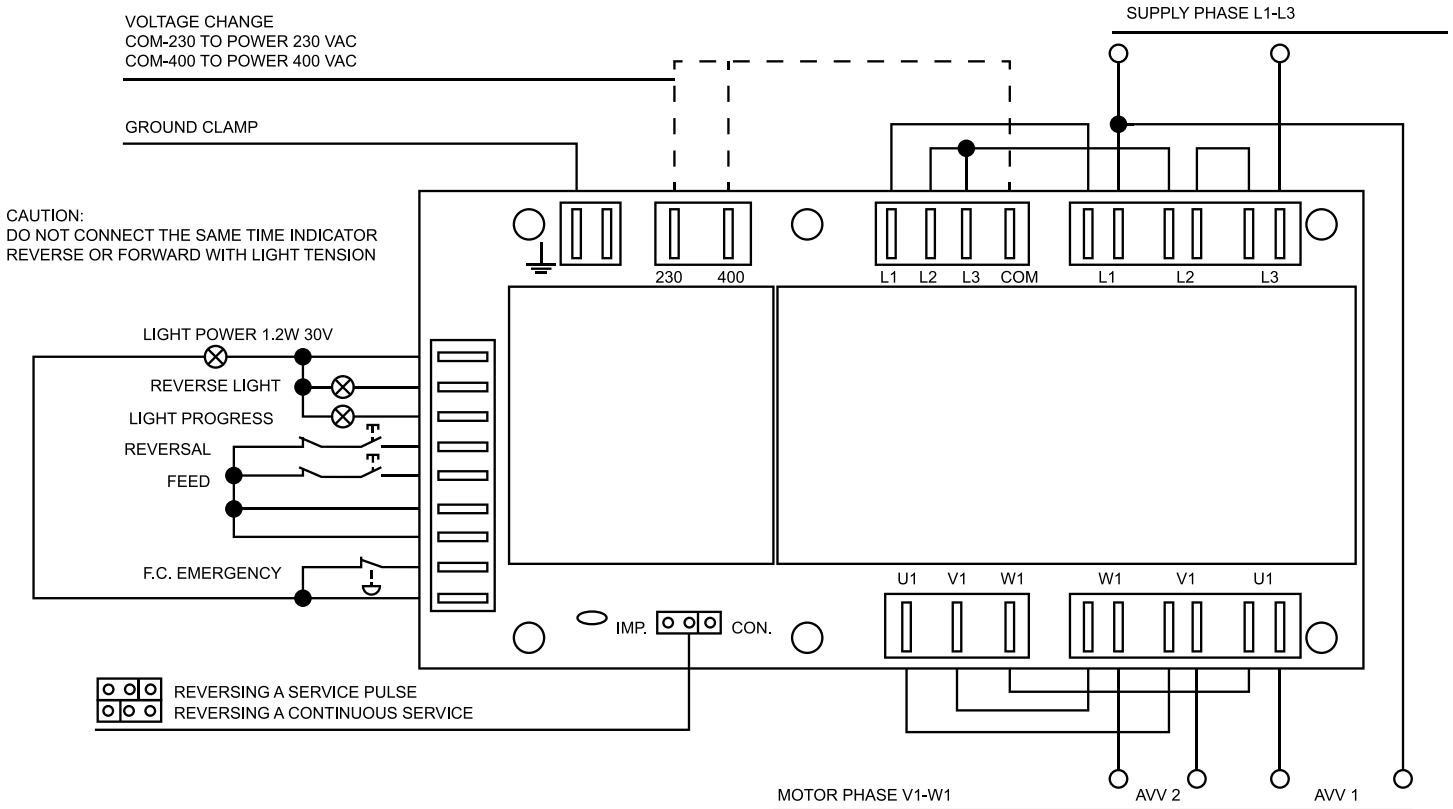 VOLTAGE CHANGE
COM-230 TO POWER 230 VAC
COM-400 TO POWER 400 VAC
SUPPLY PHASE L1-L3
GROUND CLAMP
CAUTION:
DO NOT CONNECT THE SAME TIME INDICATOR
REVERSE OR FORWARD WITH LIGHT TENSION
230 400
L1 L2 L3 COM
L1 L2 L3
LIGHT POWER 1.2W 30V
REVERSE LIGHT
LIGHT PROGRESS
REVERSAL
FEED
F.C. EMERGENCY
U1 V1 W1
W1 V1 U1
IMP. CON.
REVERSING A SERVICE PULSE
REVERSING A CONTINUOUS SERVICE
MOTOR PHASE V1-W1
AVV 2
AVV 1